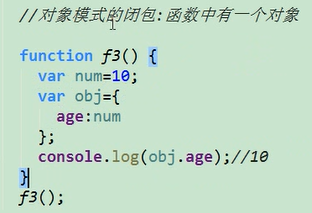 //对象模式的闭包:函数中有一个对象
function f3() {
var num=10;
var obj={
age:num
};
console.log(obj.age);//10
}
f3();